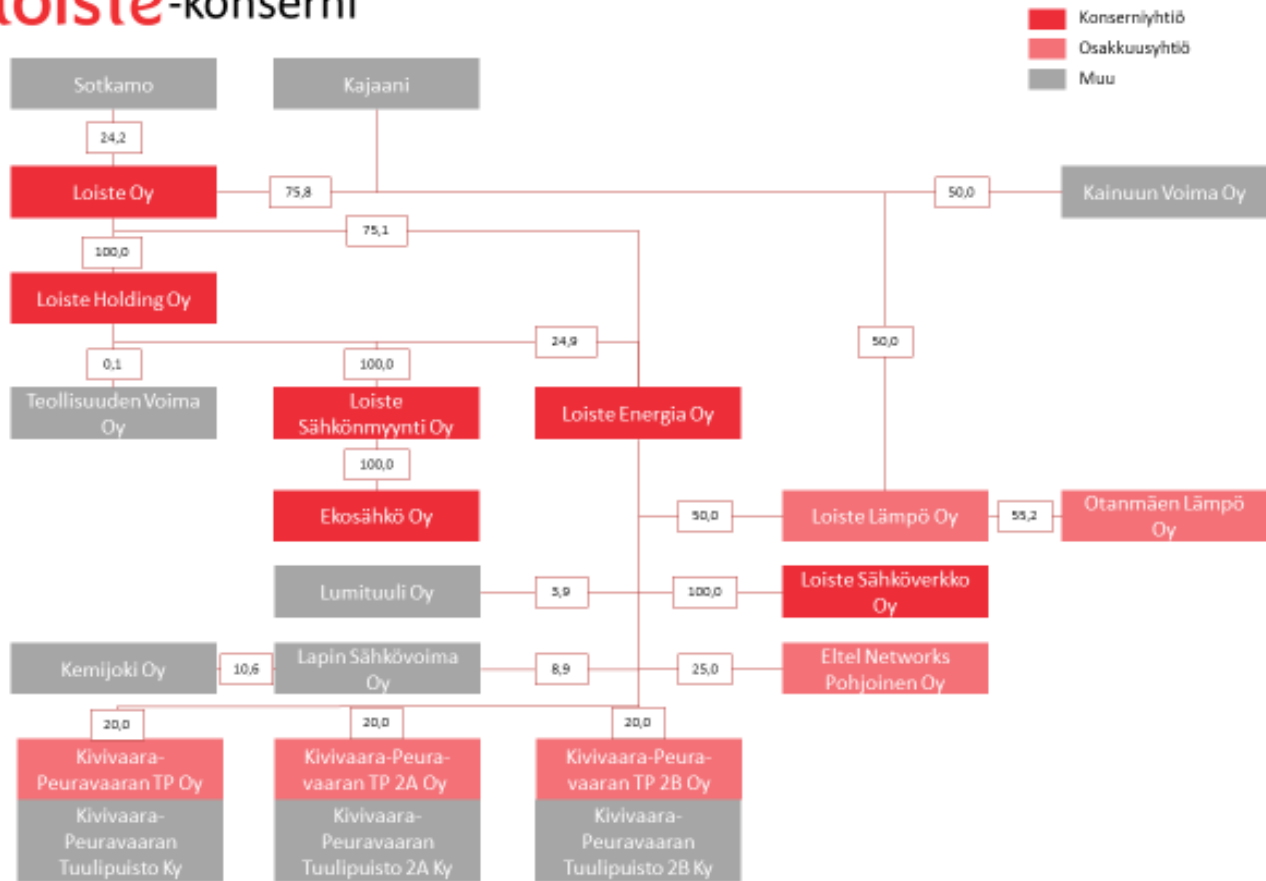 loiste-konserni
Konserniyhtiö
Osakkuusyhtiö
Muu
Sotkamo
Kajaani
24,2
Loiste Oy
75,8
50,0
Kainuun Voima Oy
75,1
100,0
Loiste Holding Oy
24,9
50,0
0,1
100,0
Teollisuuden Voima
Oy
Loiste
Sähkönmyynti Oy
Loiste Energia Oy
100,0
Ekosähkö Oy
50,0
Loiste Lämpö Oy
55,2
Otanmäen Lämpö
Oy
Lumituuli Oy
3,9
100,0
Loiste Sähköverkko
Oy
Kemijoki Oy
10,6
Lapin Sähkövoima
Oy
8,9
25,0
Eltel Networks
Pohjoinen Oy
20,0
20,0
20,0
Kivivaara-
Peuravaaran TP Oy
Kivivaara-Peura-
vaaran TP 2A Oy
Kivivaara-Peura-
vaaran TP 2B Oy
Kivivaara-
Peuravaaran
Tuulipuisto Ky
Kivivaara-
Peuravaaran
Tuulipuisto 2A Ky
Kivivaara-
Peuravaaran
Tuulipuisto 2B Ky